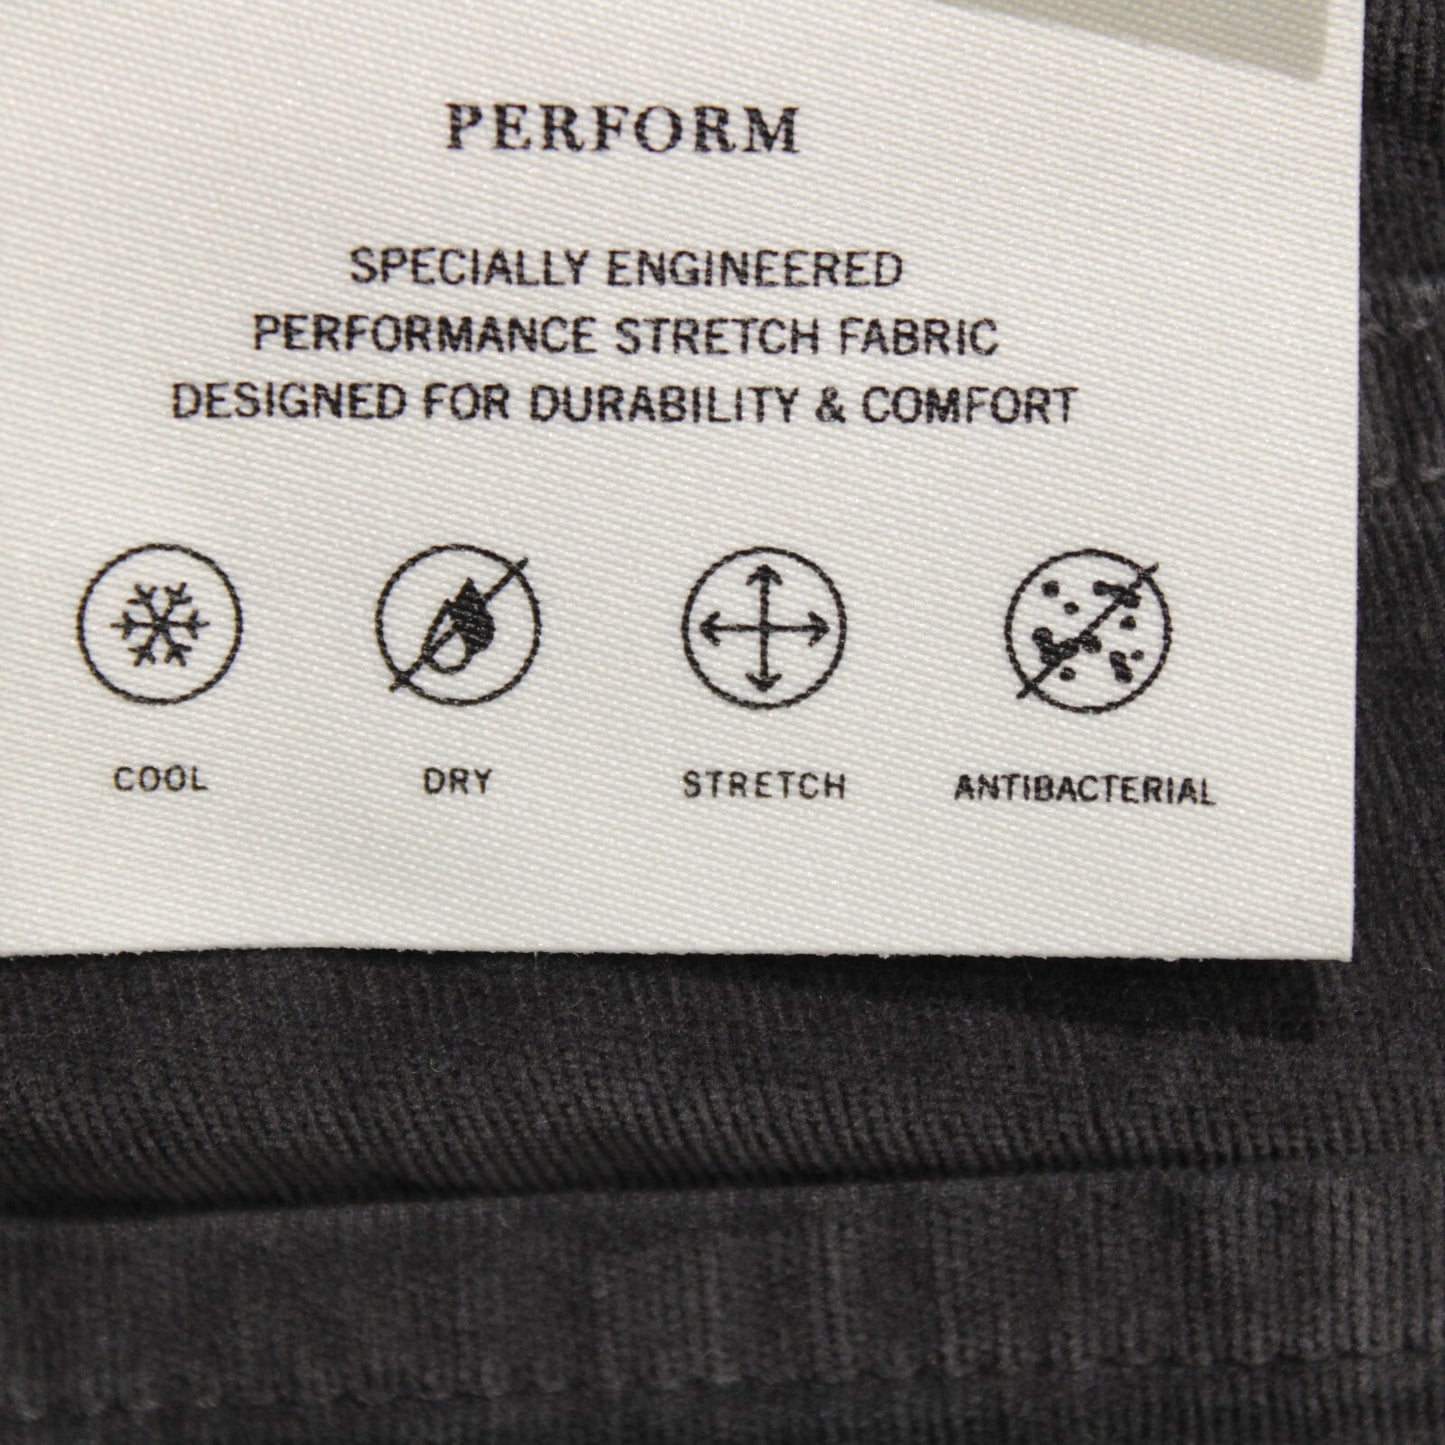 PERFORM
SPECIALLY ENGINEERED
PERFORMANCE STRETCH FABRIC
DESIGNED FOR DURABILITY & COMFORT
COOL
DRY
STRETCH
ANTIBACTERIAL